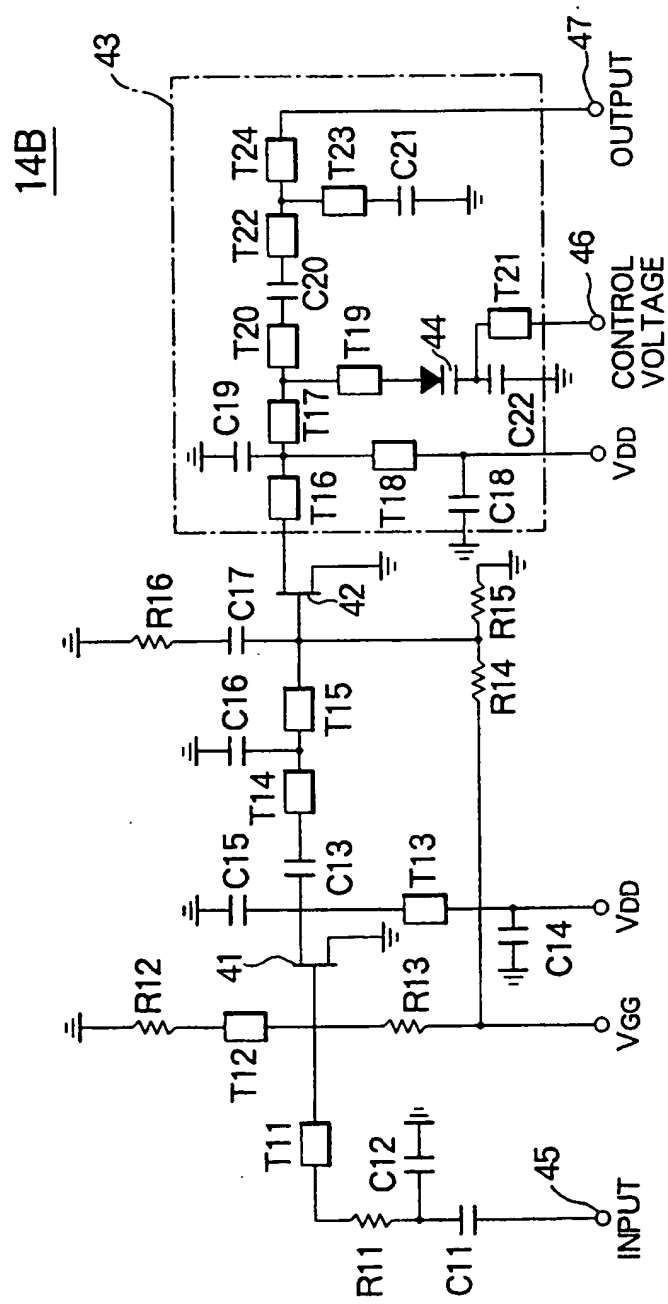 14B
43
T24
T23
C21
T22
C20
T20
T19
44
T21
C22
C19
T17
T16
T18
C18
47
OUTPUT
46
CONTROL
VOLTAGE
VDD
R16
C17
42
R15
R14
C16
T15
T14
C15
C13
T13
C14
VDD
41
R12
T12
R13
VGG
T11
C12
R11
C11
45
INPUT